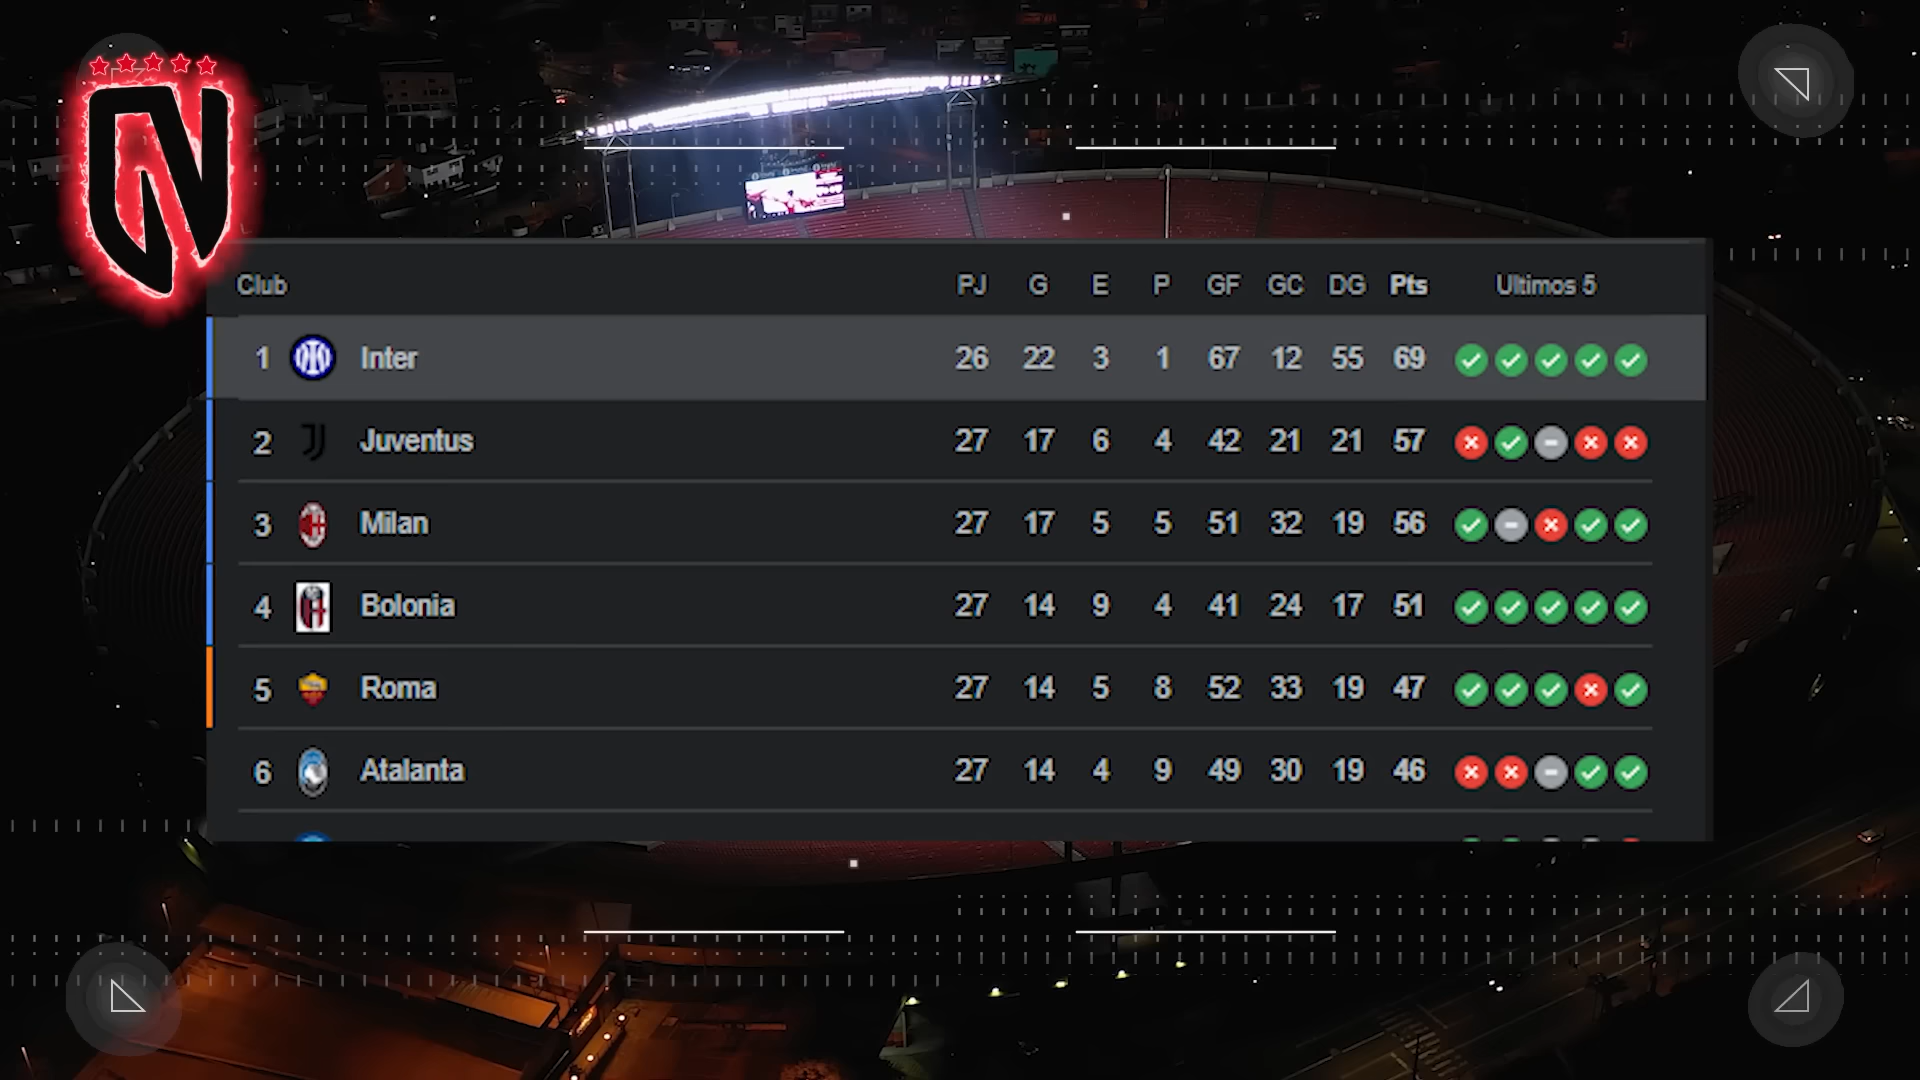 Club PJ G E P GF GC DG Pts Ultimos 5
1 Inter 26 22 3 1 67 12 55 69
2 Juventus 27 17 6 4 42 21 21 57
3 Milan 27 17 5 5 51 32 19 56
4 Bolonia 27 14 9 4 41 24 17 51
5 Roma 27 14 5 8 52 33 19 47
6 Atalanta 27 14 4 9 49 30 19 46